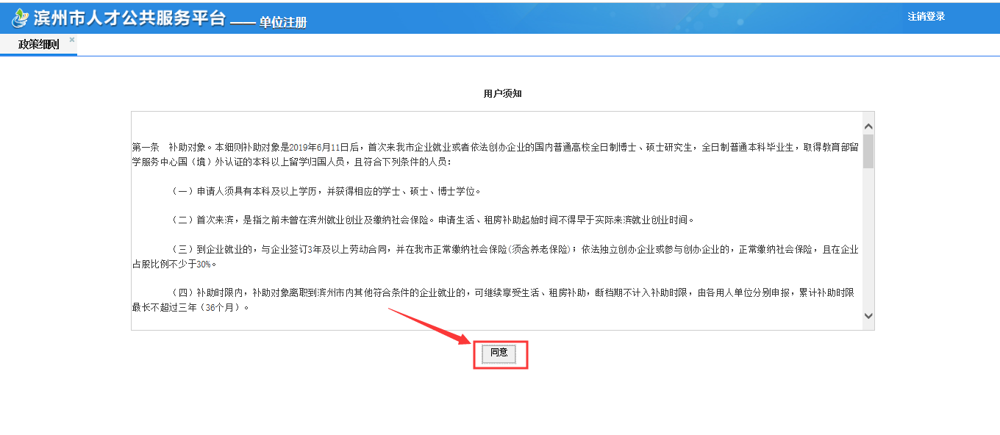 滨州市人才公共服务平台 —— 单位注册
注销登录
政策细则 ×
用户须知
第一条 补助对象。本细则补助对象是2019年6月11日后，首次来我市企业就业或者依法创办企业的国内普通高校全日制博士、硕士研究生，全日制普通本科毕业生，取得教育部留
学服务中心国（境）外认证的本科以上留学归国人员，且符合下列条件的人员：
（一）申请人须具有本科及以上学历，并获得相应的学士、硕士、博士学位。
（二）首次来滨，是指之前未曾在滨州就业创业及缴纳社会保险。申请生活、租房补助起始时间不得早于实际来滨就业创业时间。
（三）到企业就业的，与企业签订3年及以上劳动合同，并在我市正常缴纳社会保险(须含养老保险)；依法独立创办企业或参与创办企业的，正常缴纳社会保险，且在企业
占股比例不少于30%。
（四）补助时限内，补助对象离职到滨州市内其他符合条件的企业就业的，可继续享受生活、租房补助，断档期不计入补助时限，由各用人单位分别申报，累计补助时限
最长不超过三年（36个月）。
同意